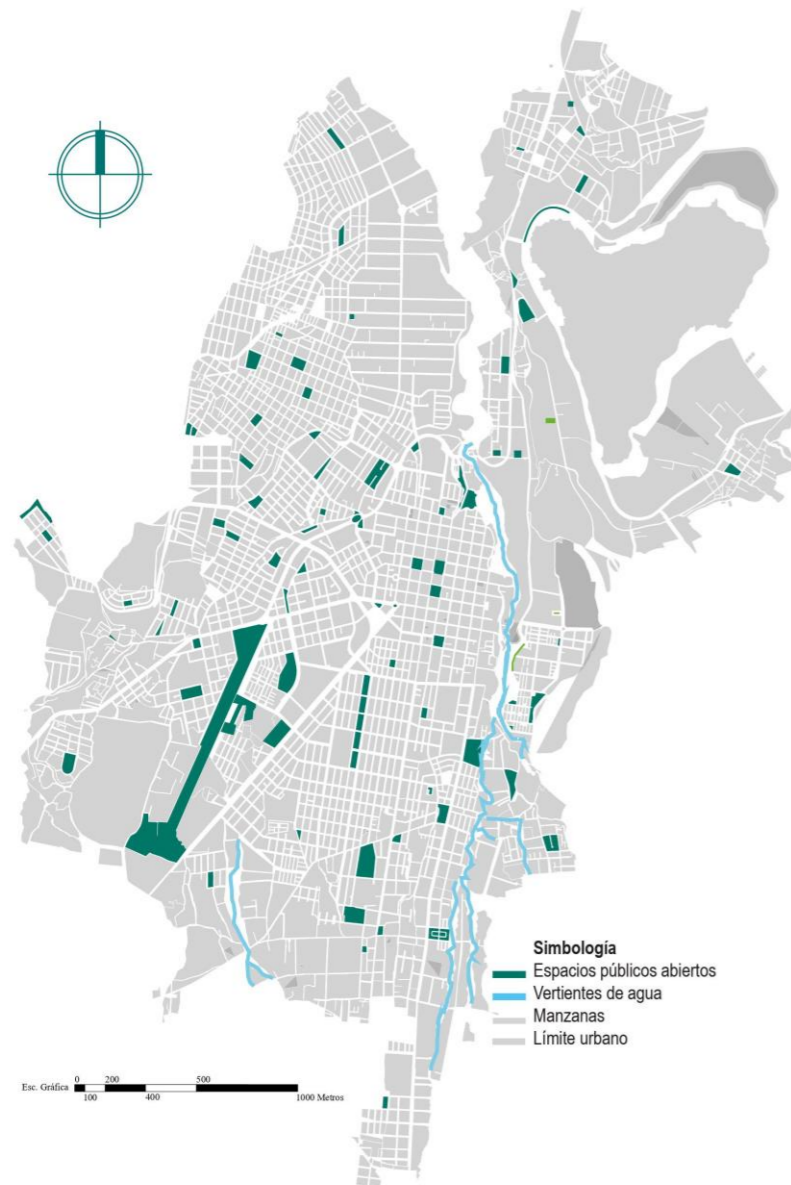 Simbología
Espacios públicos abiertos
Vertientes de agua
Manzanas
Límite urbano
0 200 500
Esc. Gráfica
100 400 1000 Metros